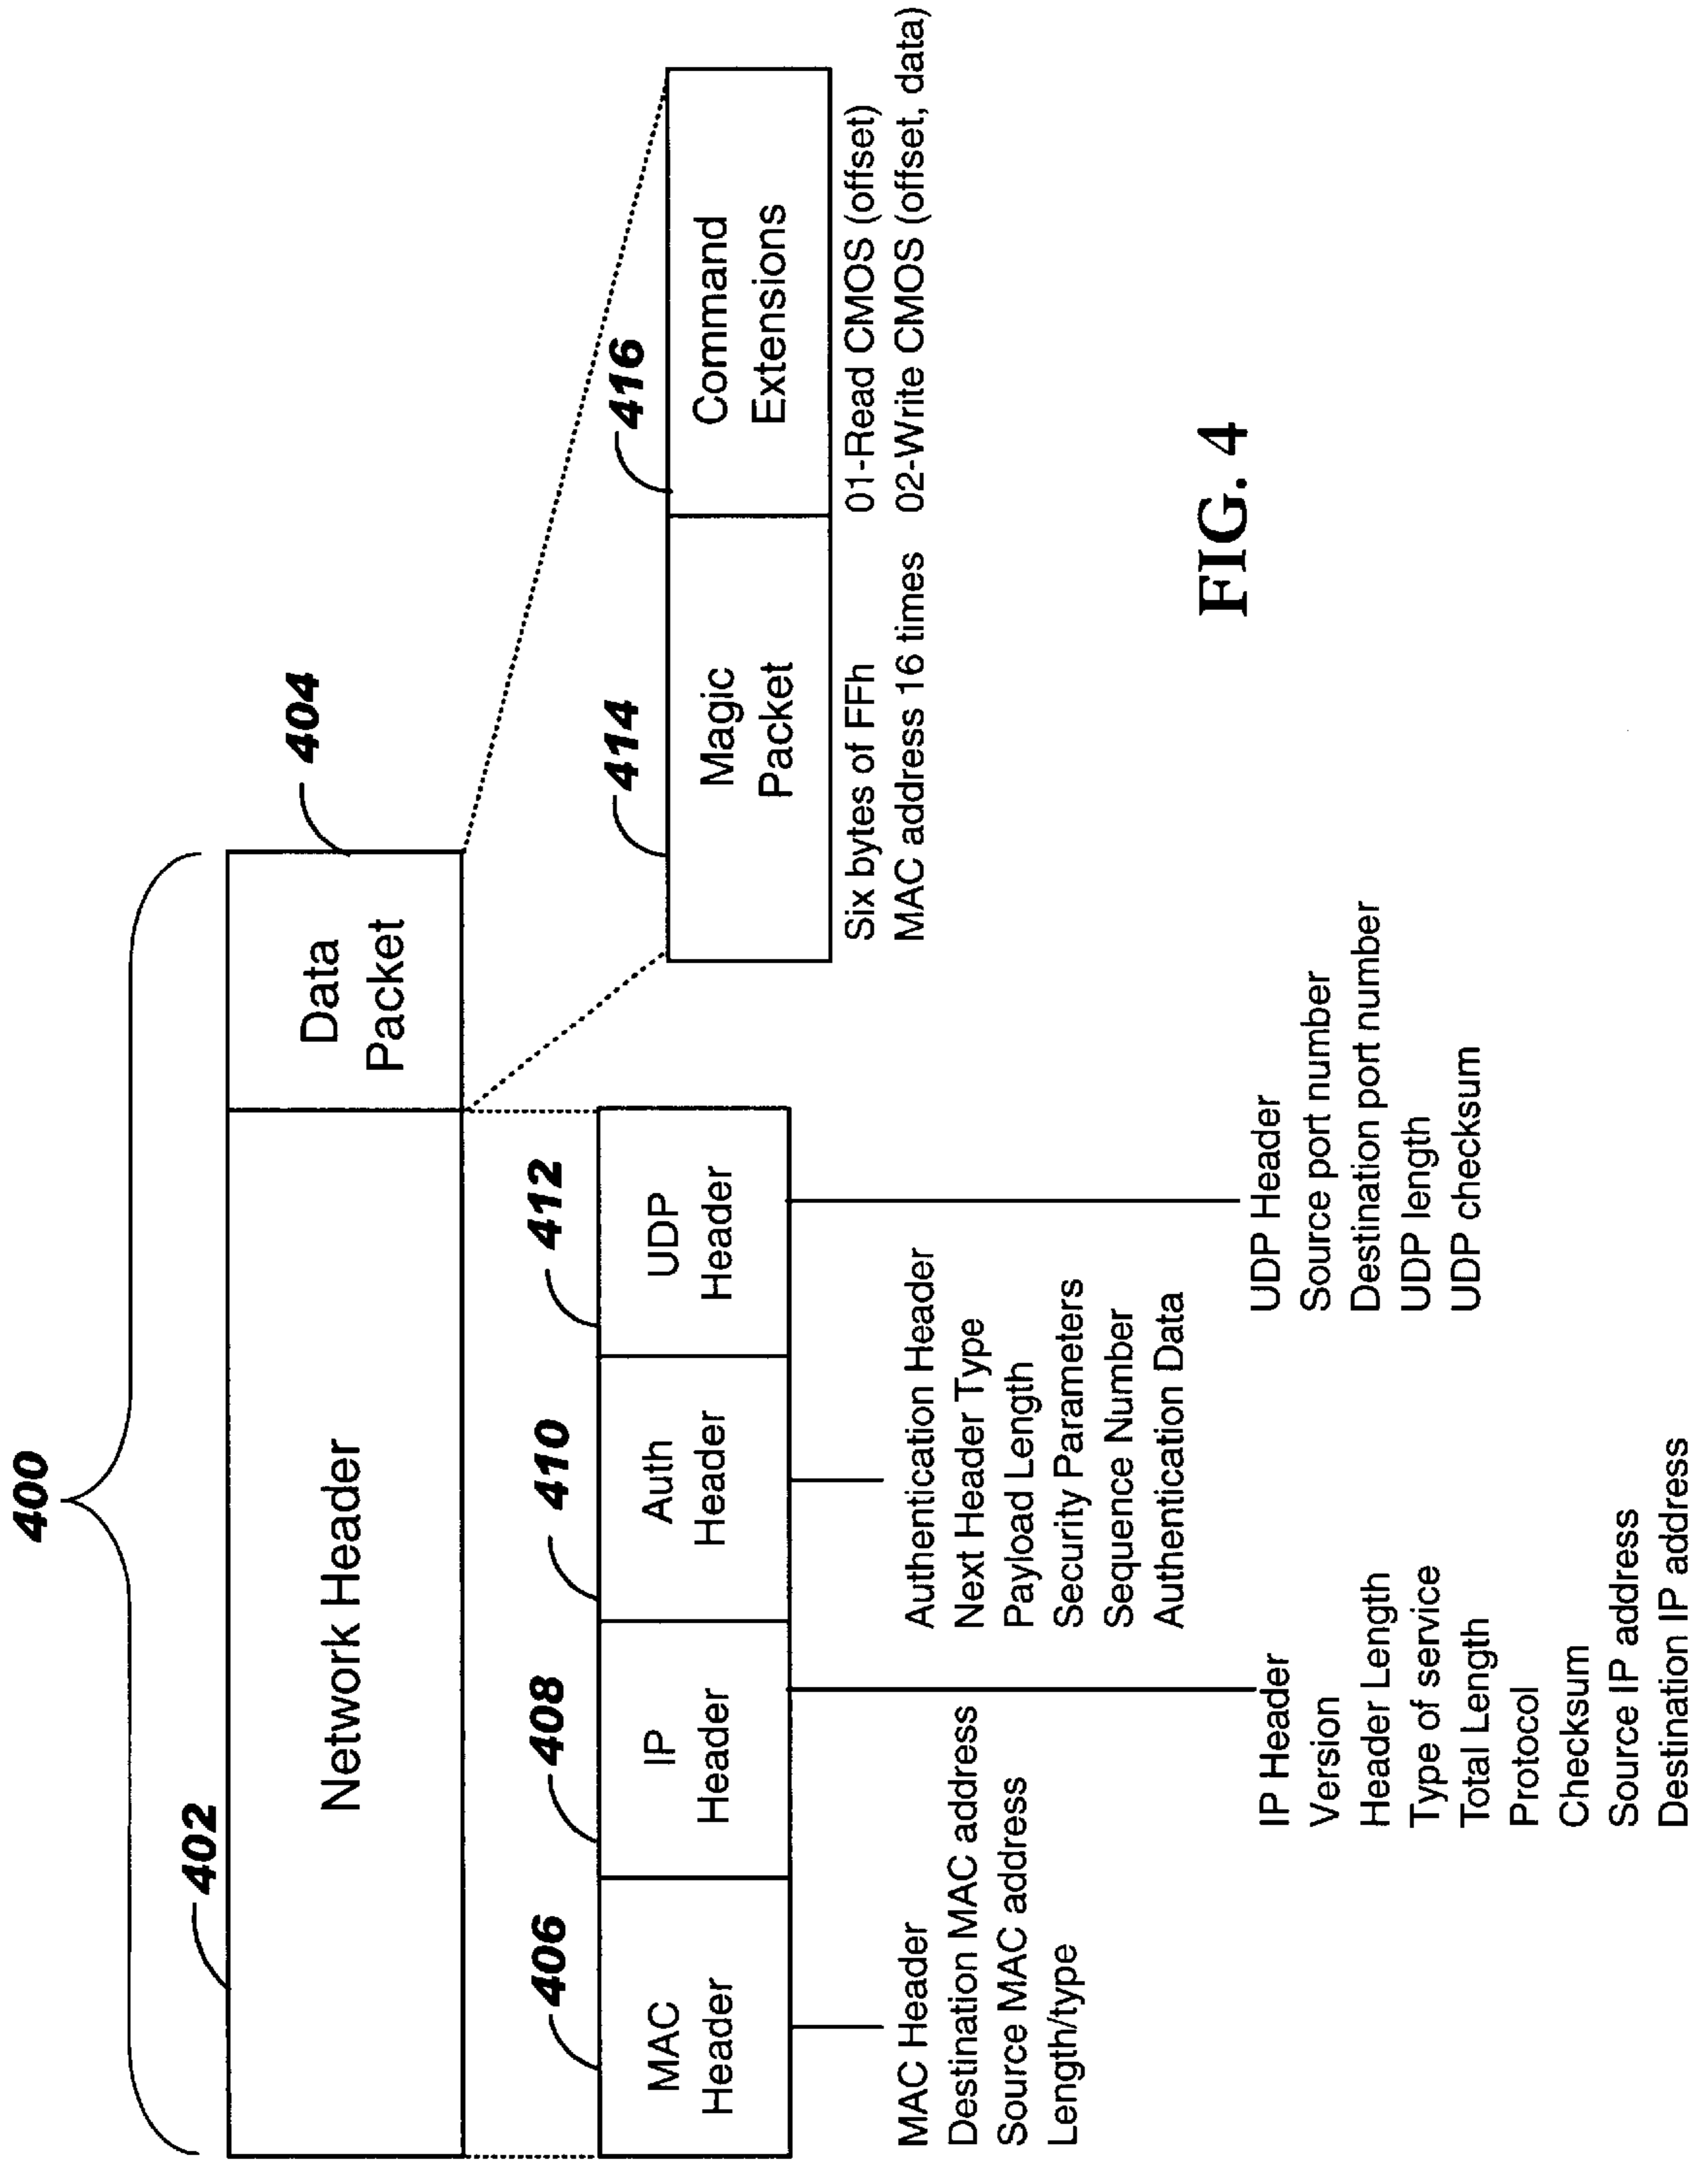 400
402
Network Header
Data
Packet
404
406
408
410
412
MAC
Header
IP
Header
Auth
Header
UDP
Header
414
416
Magic
Packet
Command
Extensions
Six bytes of FFh
MAC address 16 times
01-Read CMOS (offset)
02-Write CMOS (offset, data)
MAC Header
Destination MAC address
Source MAC address
Length/type
IP Header
Version
Header Length
Type of service
Total Length
Protocol
Checksum
Source IP address
Destination IP address
Authentication Header
Next Header Type
Payload Length
Security Parameters
Sequence Number
Authentication Data
UDP Header
Source port number
Destination port number
UDP length
UDP checksum
FIG. 4